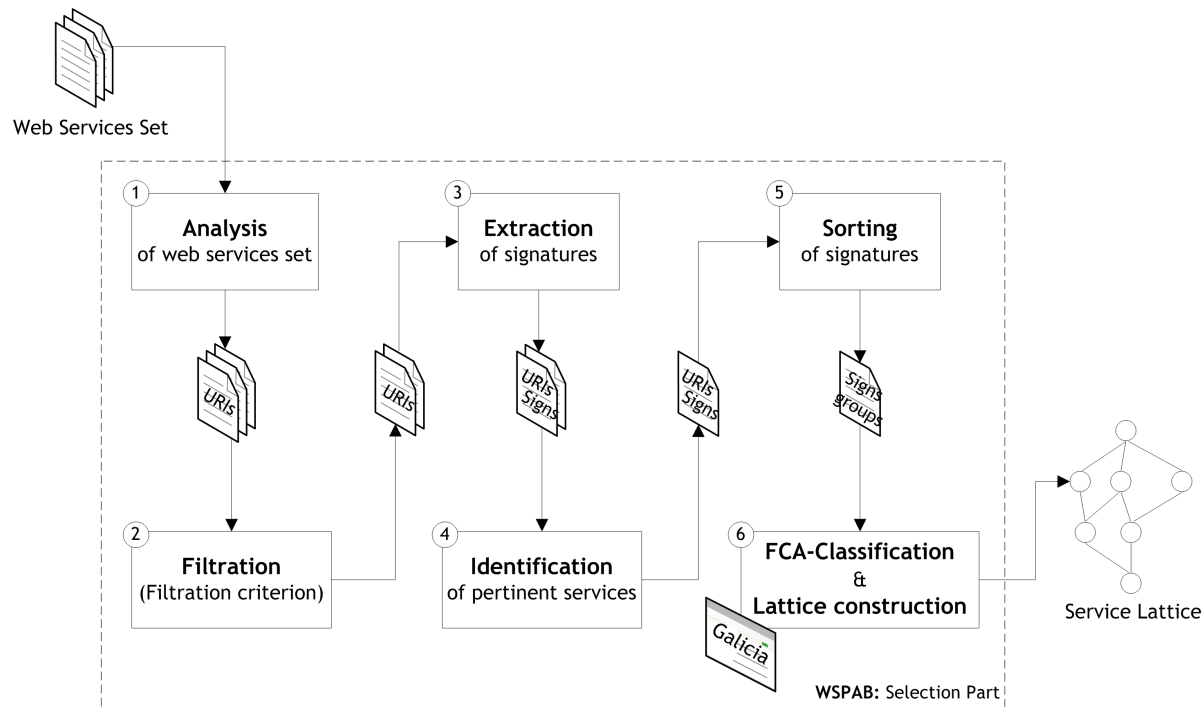 Web Services Set
1
Analysis
of web services set
URIs
2
Filtration
(Filtration criterion)
URIs
3
Extraction
of signatures
URIs
Signs
4
Identification
of pertinent services
URIs
Signs
5
Sorting
of signatures
Signs
groups
6
FCA-Classification
&
Lattice construction
Galicia
Service Lattice
WSPAB: Selection Part